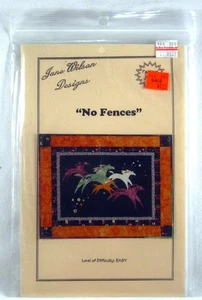 Jane Wilson
Designs
"No Fences"
Level of Difficulty: EASY